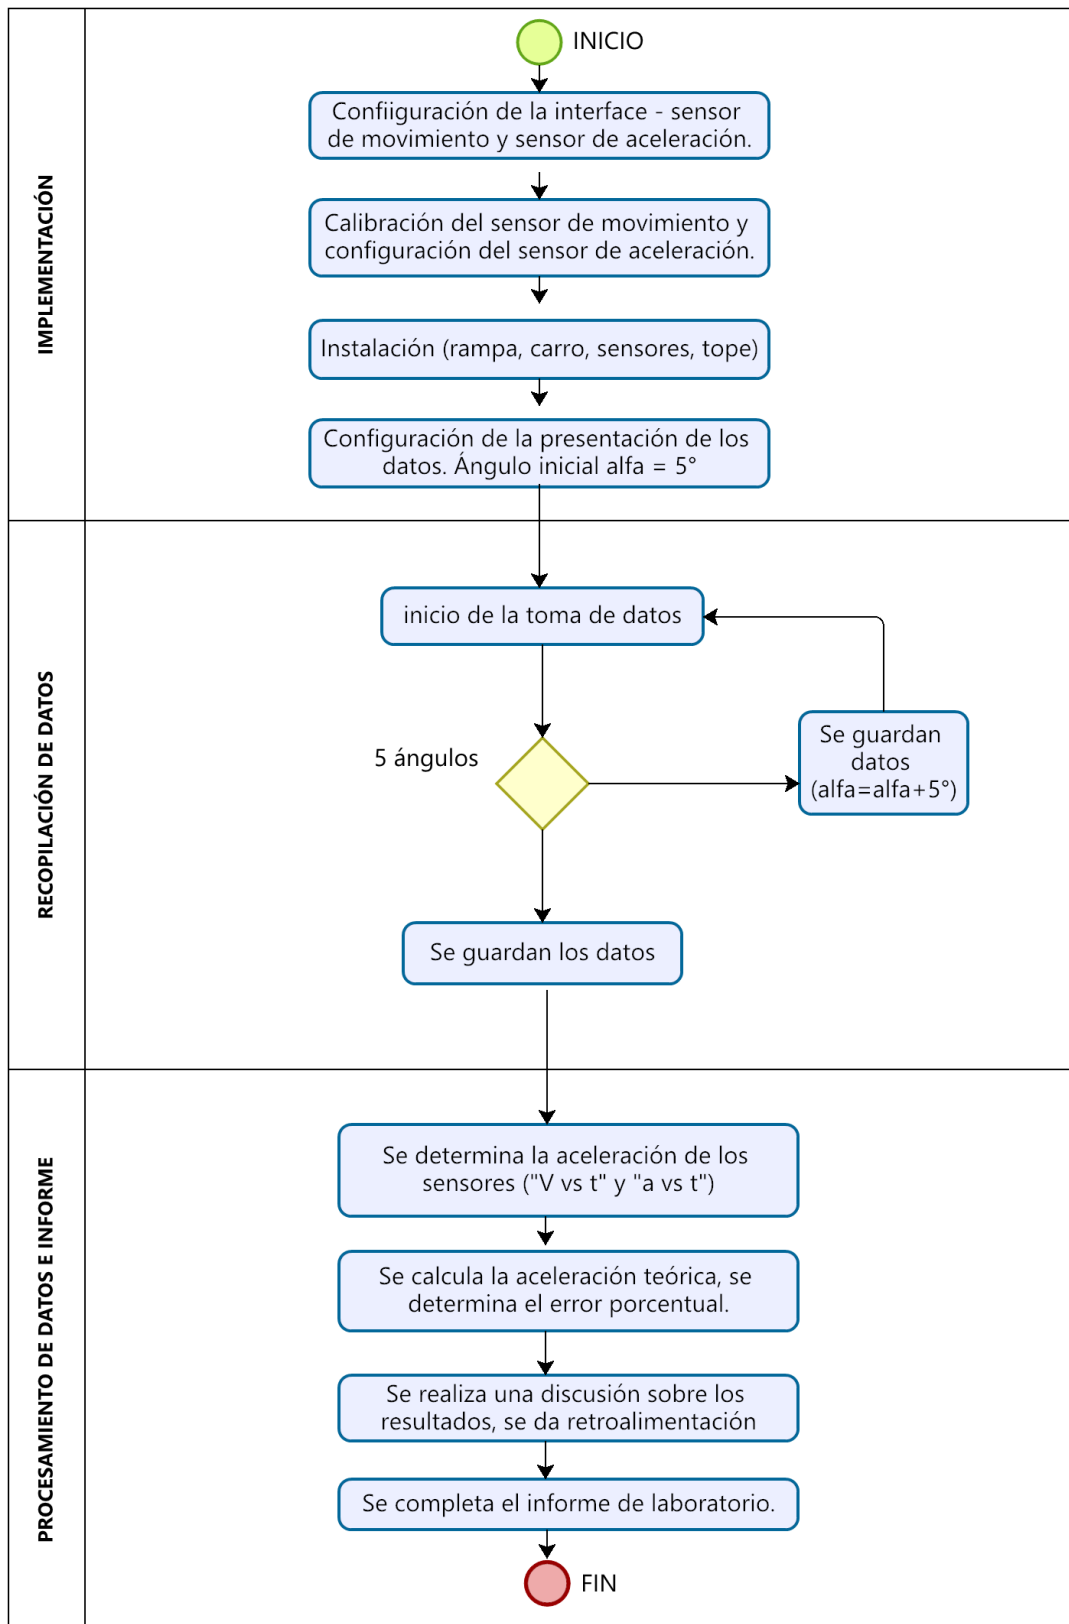 IMPLEMENTACIÓN
INICIO
Confiiguración de la interface - sensor
de movimiento y sensor de aceleración.
Calibración del sensor de movimiento y
configuración del sensor de aceleración.
Instalación (rampa, carro, sensores, tope)
Configuración de la presentación de los
datos. Ángulo inicial alfa = 5°
RECOPILACIÓN DE DATOS
inicio de la toma de datos
5 ángulos
Se guardan
datos
(alfa=alfa+5°)
Se guardan los datos
PROCESAMIENTO DE DATOS E INFORME
Se determina la aceleración de los
sensores ("V vs t" y "a vs t")
Se calcula la aceleración teórica, se
determina el error porcentual.
Se realiza una discusión sobre los
resultados, se da retroalimentación
Se completa el informe de laboratorio.
FIN